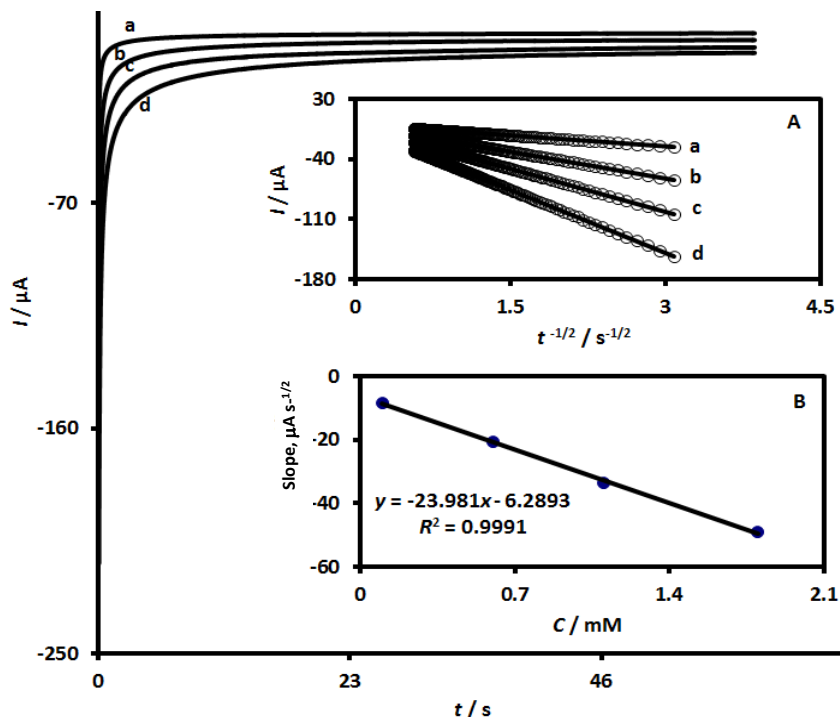 a
b
c
d
-70
-160
-250
I / µA
0
23
46
t / s
30
-40
-110
-180
I / µA
A
a
b
c
d
0
1.5
3
4.5
t -1/2 / s-1/2
0
-20
-40
-60
Slope, µA s-1/2
B
y = -23.981x - 6.2893
R2 = 0.9991
0
0.7
1.4
2.1
C / mM